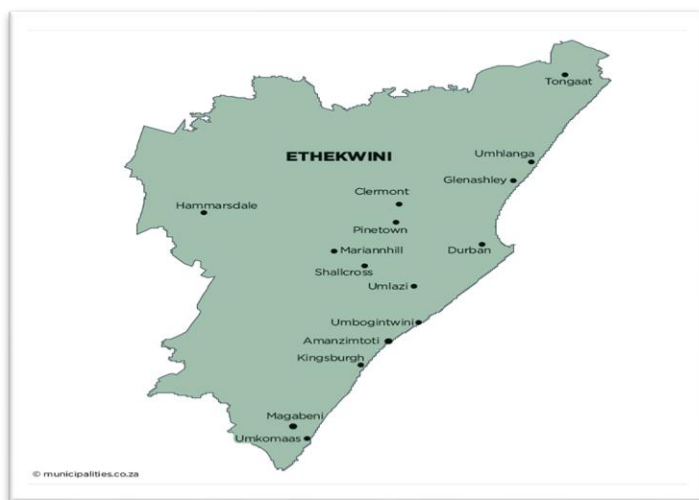 Tongaat
ETHEKWINI
Umhlanga
Glenashley
Clermont
Hammarsdale
Pinetown
Durban
Mariannhill
Shallcross
Umlazi
Umbogintwini
Amanzimtoti
Kingsburgh
Magabeni
Umkomaas
© municipalities.co.za